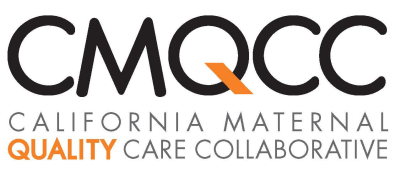 CMQCC
CALIFORNIA MATERNAL
QUALITY CARE COLLABORATIVE